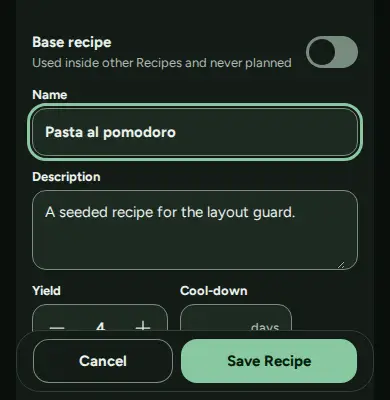 Base recipe
Used inside other Recipes and never planned
Name
Pasta al pomodoro
Description
A seeded recipe for the layout guard.
Yield
Cool-down
4
days
Cancel
Save Recipe